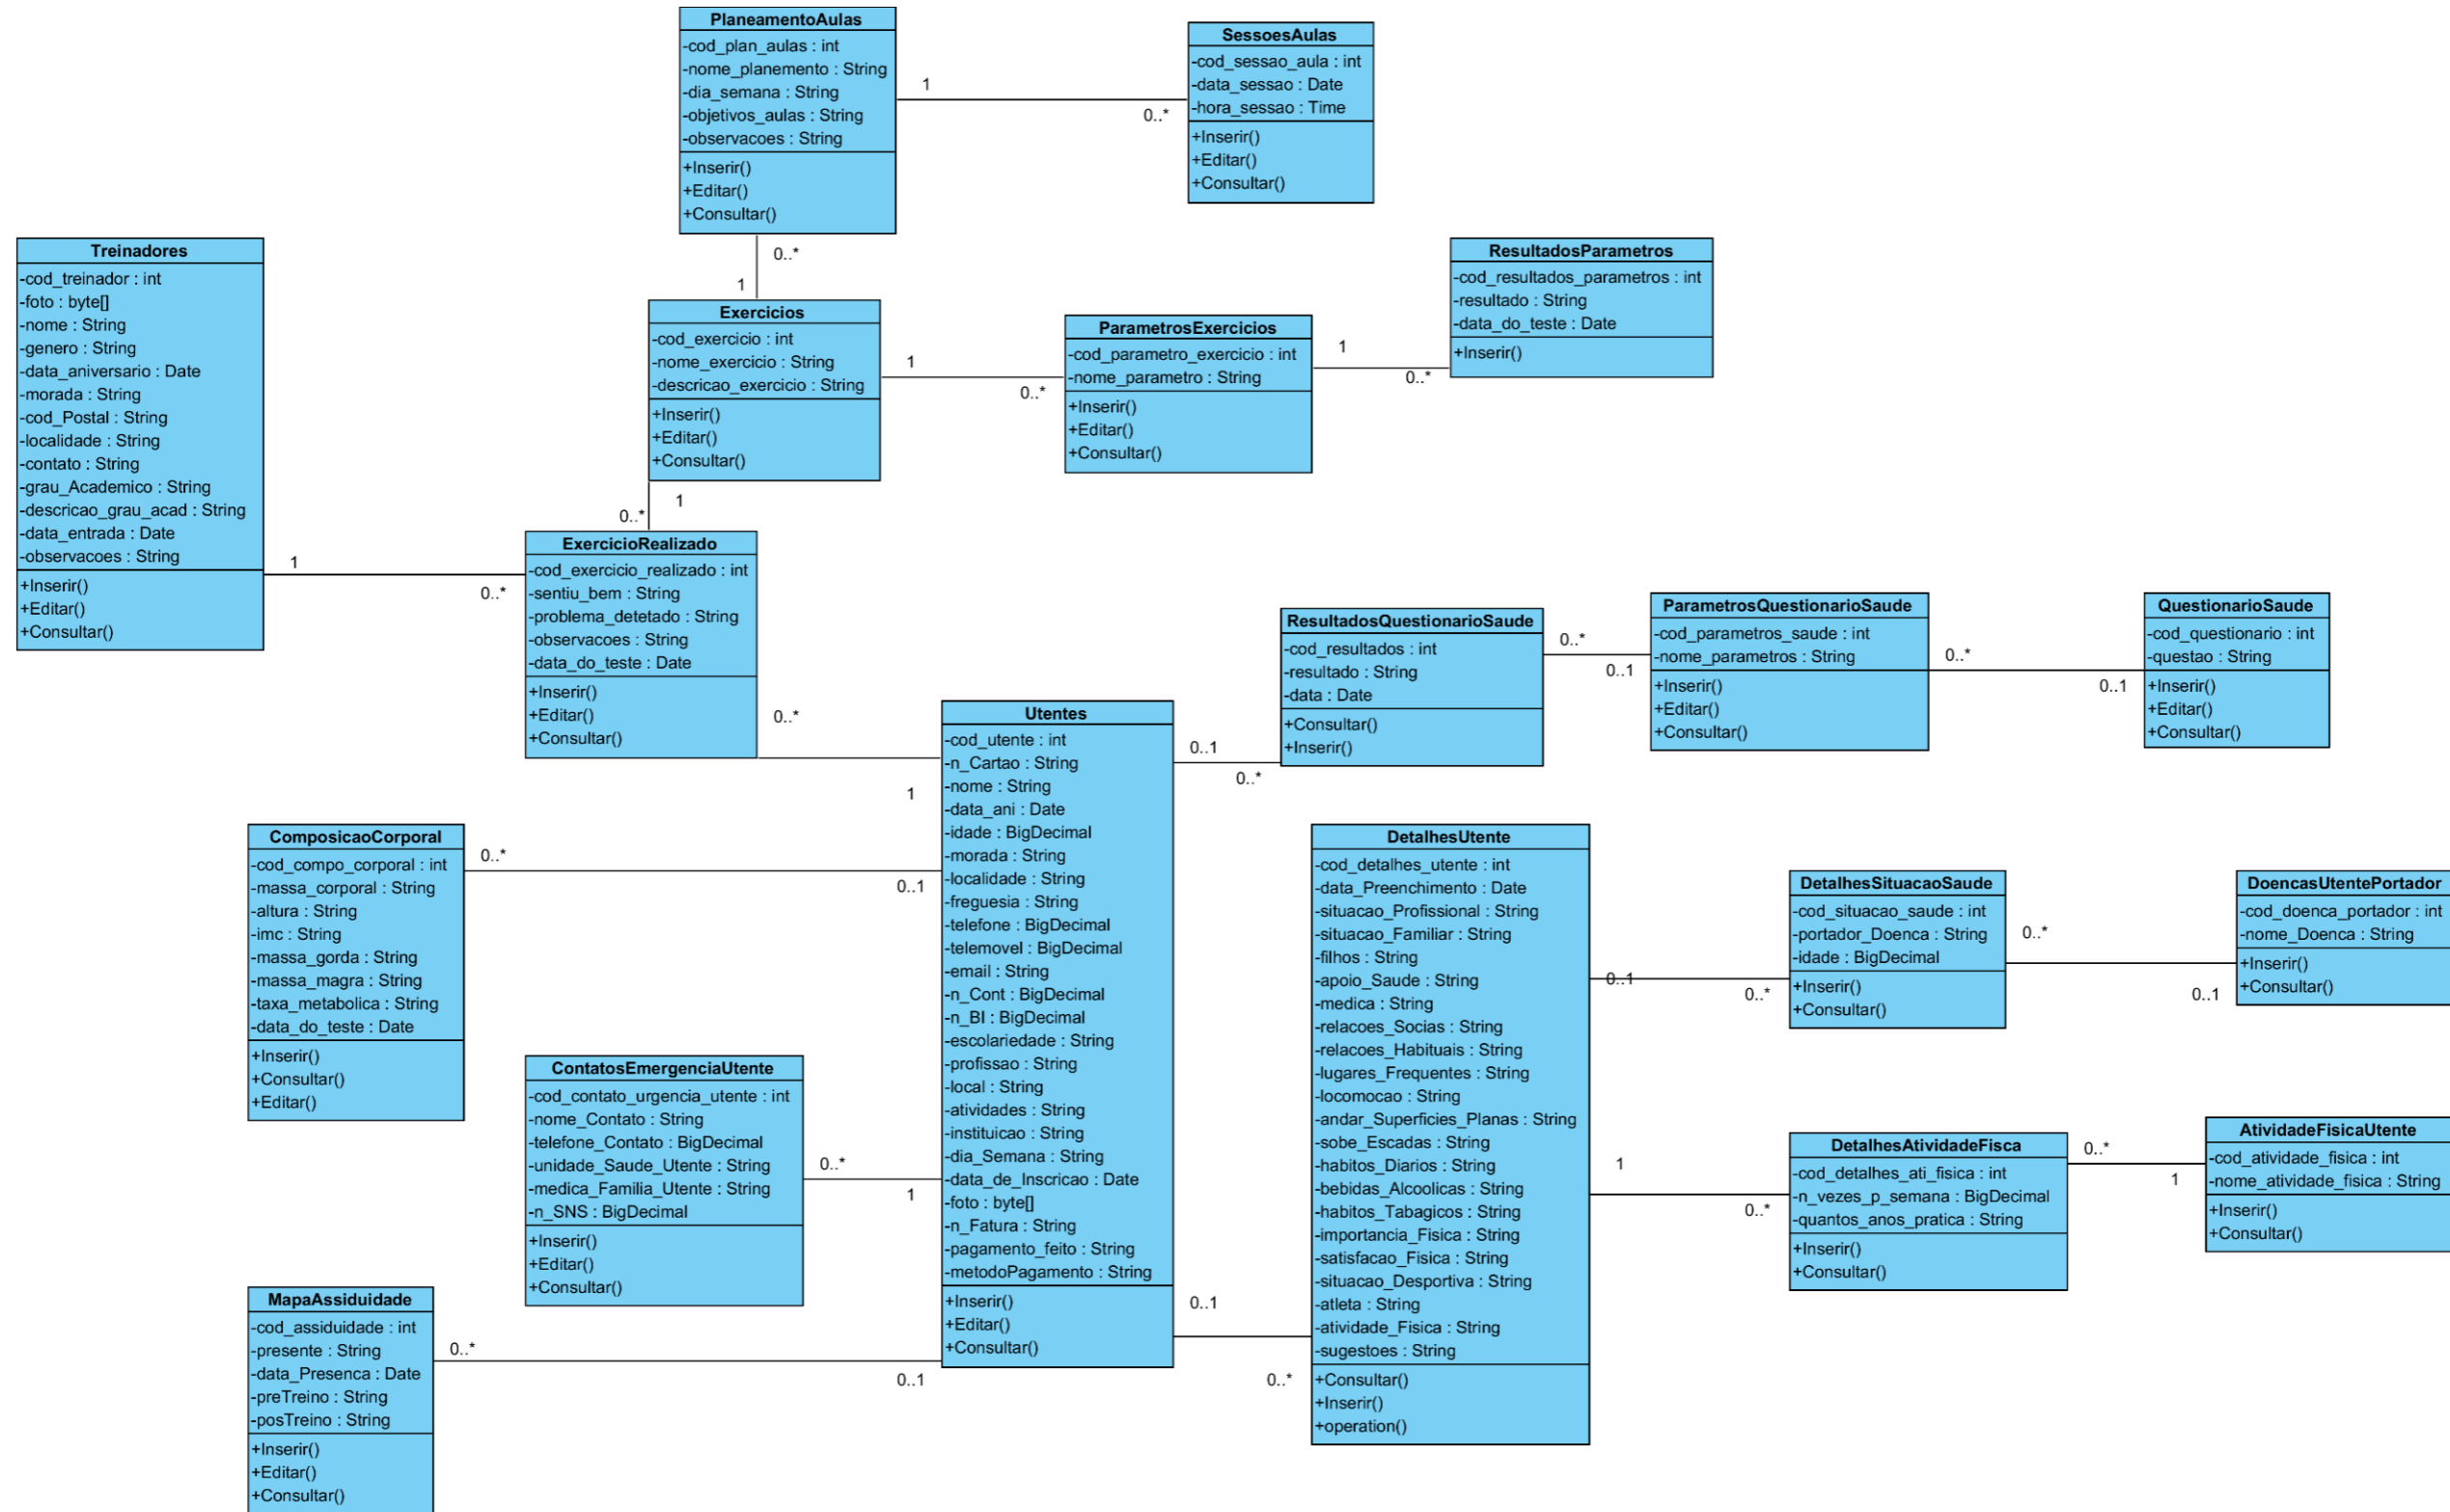 PlaneamentoAulas
-cod_plan_aulas : int
-nome_planemento : String
-dia_semana : String
-objetivos_aulas : String
-observacoes : String
+Inserir()
+Editar()
+Consultar()
1
0..*
SessoesAulas
-cod_sessao_aula : int
-data_sessao : Date
-hora_sessao : Time
+Inserir()
+Editar()
+Consultar()
0..*
1
Treinadores
-cod_treinador : int
-foto : byte[]
-nome : String
-genero : String
-data_aniversario : Date
-morada : String
-cod_Postal : String
-localidade : String
-contato : String
-grau_Academico : String
-descricao_grau_acad : String
-data_entrada : Date
-observacoes : String
+Inserir()
+Editar()
+Consultar()
1
0..*
Exercicios
-cod_exercicio : int
-nome_exercicio : String
-descricao_exercicio : String
+Inserir()
+Editar()
+Consultar()
1
0..*
ParametrosExercicios
-cod_parametro_exercicio : int
-nome_parametro : String
+Inserir()
+Editar()
+Consultar()
1
0..*
ResultadosParametros
-cod_resultados_parametros : int
-resultado : String
-data_do_teste : Date
+Inserir()
1
0..*
ExercicioRealizado
-cod_exercicio_realizado : int
-sentiu_bem : String
-problema_detetado : String
-observacoes : String
-data_do_teste : Date
+Inserir()
+Editar()
+Consultar()
0..*
1
Utentes
-cod_utente : int
-n_Cartao : String
-nome : String
-data_ani : Date
-idade : BigDecimal
-morada : String
-localidade : String
-freguesia : String
-telefone : BigDecimal
-telemovel : BigDecimal
-email : String
-n_Cont : BigDecimal
-n_BI : BigDecimal
-escolariedade : String
-profissao : String
-local : String
-atividades : String
-instituicao : String
-dia_Semana : String
-data_de_Inscricao : Date
-foto : byte[]
-n_Fatura : String
-pagamento_feito : String
-metodoPagamento : String
+Inserir()
+Editar()
+Consultar()
0..1
0..*
ResultadosQuestionarioSaude
-cod_resultados : int
-resultado : String
-data : Date
+Consultar()
+Inserir()
0..*
0..1
ParametrosQuestionarioSaude
-cod_parametros_saude : int
-nome_parametros : String
+Inserir()
+Editar()
+Consultar()
0..*
0..1
QuestionarioSaude
-cod_questionario : int
-questao : String
+Inserir()
+Editar()
+Consultar()
ComposicaoCorporal
-cod_compo_corporal : int
-massa_corporal : String
-altura : String
-imc : String
-massa_gorda : String
-massa_magra : String
-taxa_metabolica : String
-data_do_teste : Date
+Inserir()
+Consultar()
+Editar()
0..*
0..1
ContatosEmergenciaUtente
-cod_contato_urgencia_utente : int
-nome_Contato : String
-telefone_Contato : BigDecimal
-unidade_Saude_Utente : String
-medica_Familia_Utente : String
-n_SNS : BigDecimal
+Inserir()
+Editar()
+Consultar()
0..*
1
MapaAssiduidade
-cod_assiduidade : int
-presente : String
-data_Presenca : Date
-preTreino : String
-posTreino : String
+Inserir()
+Editar()
+Consultar()
0..*
0..1
0..1
0..*
DetalhesUtente
-cod_detalhes_utente : int
-data_Preenchimento : Date
-situacao_Profissional : String
-situacao_Familiar : String
-filhos : String
-apoio_Saude : String
-medica : String
-relacoes_Socias : String
-relacoes_Habituais : String
-lugares_Frequentes : String
-locomocao : String
-andar_Superficies_Planas : String
-sobe_Escadas : String
-habitos_Diarios : String
-bebidas_Alcoolicas : String
-habitos_Tabagicos : String
-importancia_Fisica : String
-satisfacao_Fisica : String
-situacao_Desportiva : String
-atleta : String
-atividade_Fisica : String
-sugestoes : String
+Consultar()
+Inserir()
+operation()
0..1
0..*
DetalhesSituacaoSaude
-cod_situacao_saude : int
-portador_Doenca : String
-idade : BigDecimal
+Inserir()
+Consultar()
0..*
0..1
DoencasUtentePortador
-cod_doenca_portador : int
-nome_Doenca : String
+Inserir()
+Consultar()
1
0..*
DetalhesAtividadeFisca
-cod_detalhes_ati_fisica : int
-n_vezes_p_semana : BigDecimal
-quantos_anos_pratica : String
+Inserir()
+Consultar()
0..*
1
AtividadeFisicaUtente
-cod_atividade_fisica : int
-nome_atividade_fisica : String
+Inserir()
+Consultar()